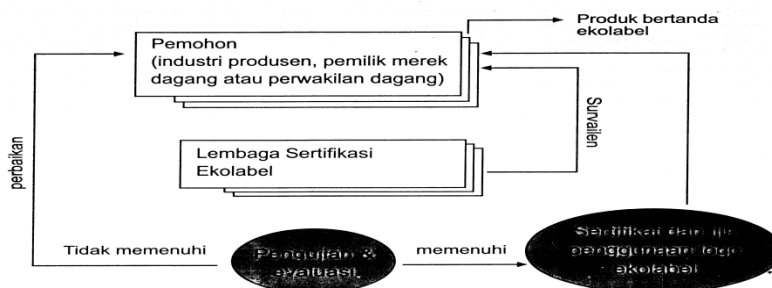 Produk bertanda
ekolabel
Pemohon
(industri produsen, pemilik merek
dagang atau perwakilan dagang)
Survailen
perbaikan
Lembaga Sertifikasi
Ekolabel
Tidak memenuhi
Pengujian &
evaluasi.
memenuhi
Sertifikat dan ijin
penggunaan logo
ekolabel